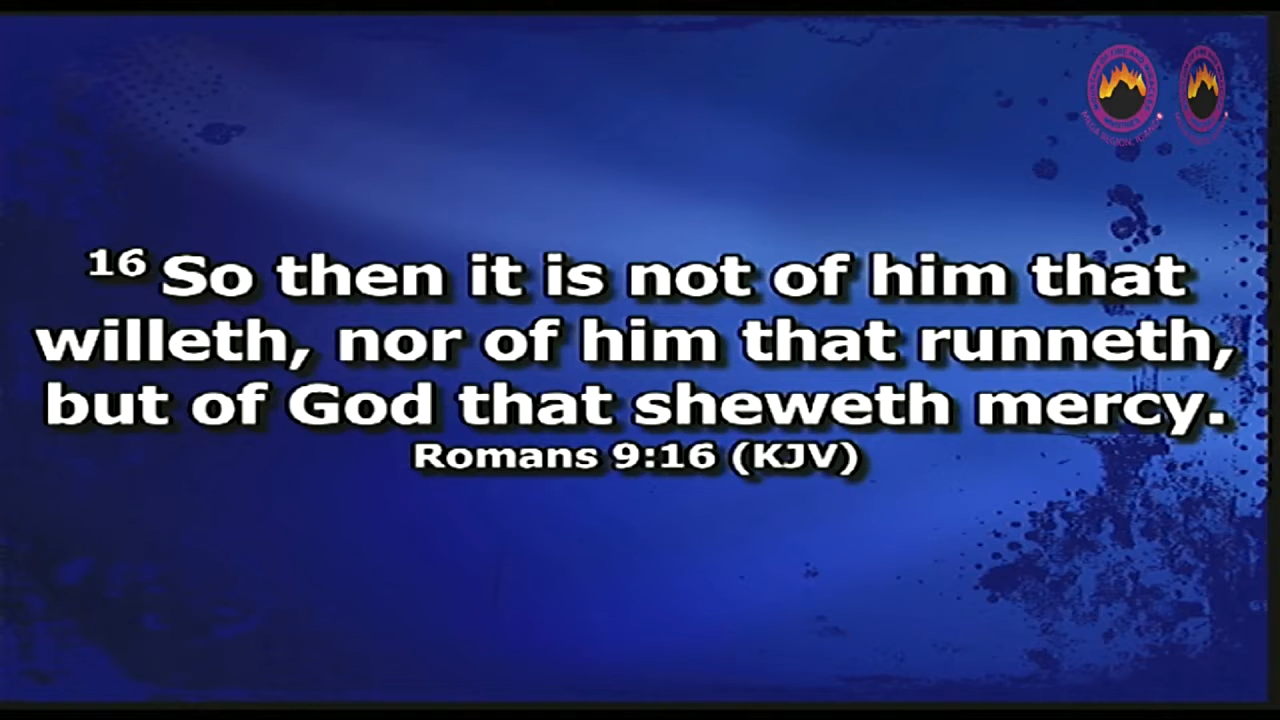 16 So then it is not of him that
willeth, nor of him that runneth,
but of God that sheweth mercy.
Romans 9:16 (KJV)